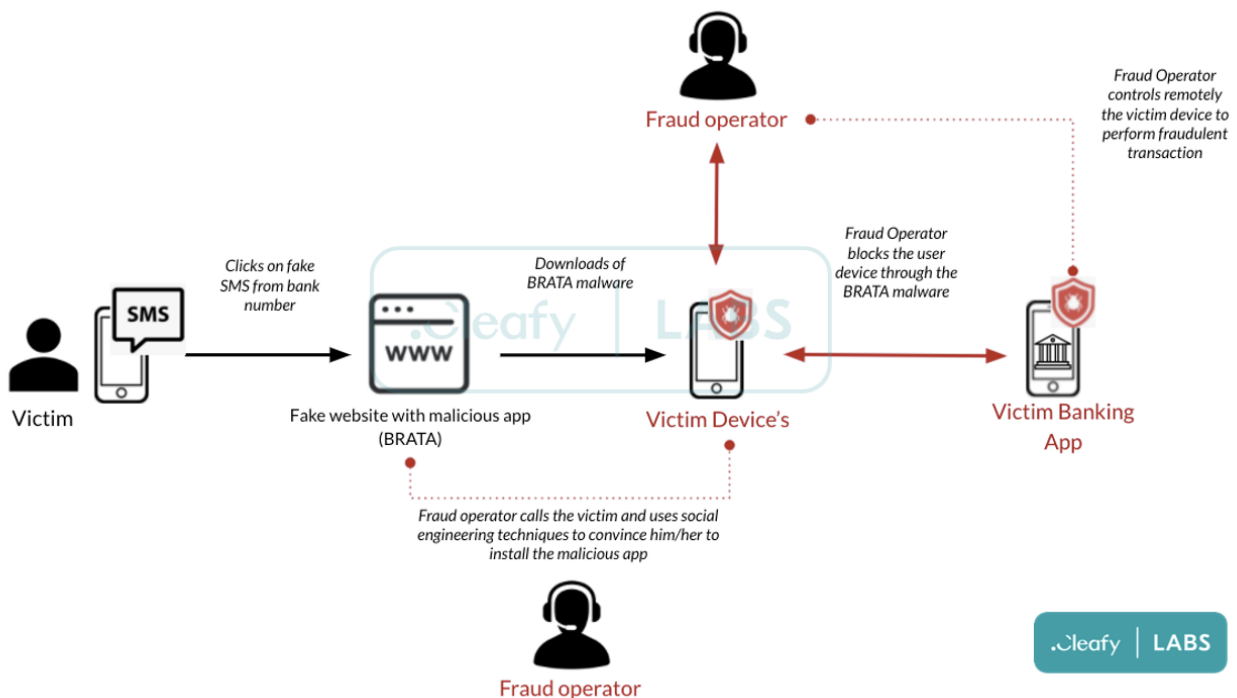 Fraud operator
Fraud Operator
controls remotely
the victim device to
perform fraudulent
transaction
Clicks on fake
SMS from bank
number
Downloads of
BRATA malware
Fraud Operator
blocks the user
device through the
BRATA malware
SMS
www
.Cleafy | LABS
Victim
Fake website with malicious app
(BRATA)
Victim Device's
Victim Banking
App
Fraud operator calls the victim and uses social
engineering techniques to convince him/her to
install the malicious app
Fraud operator
.Cleafy | LABS